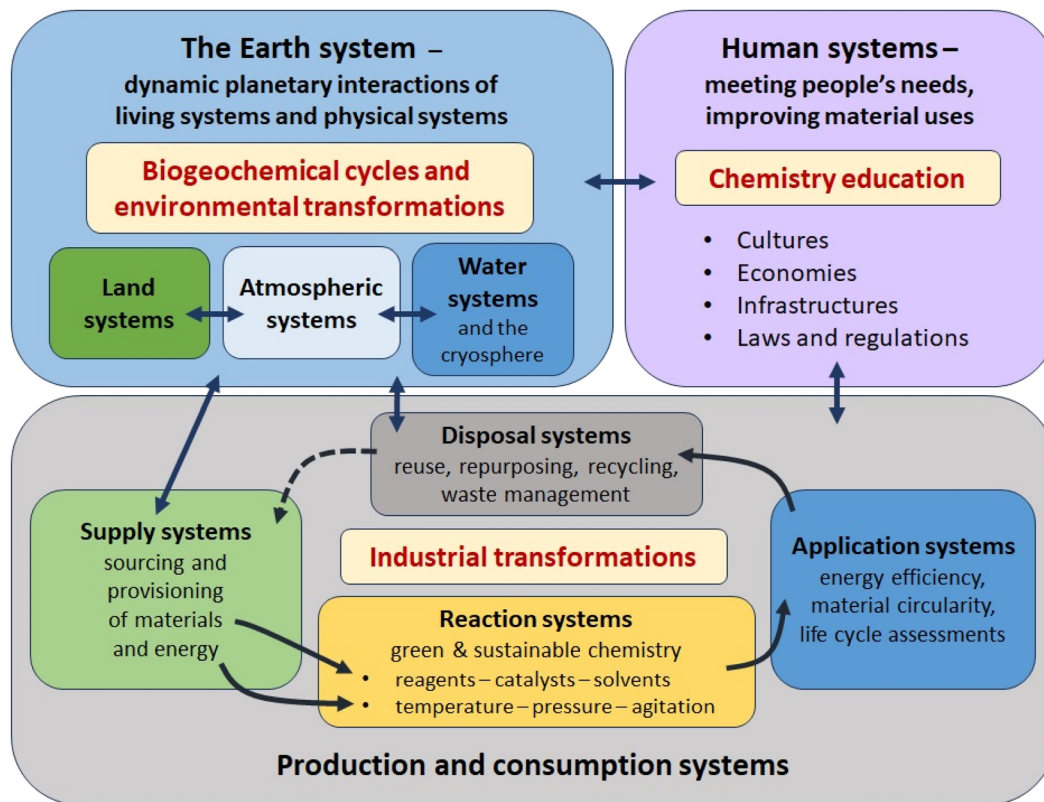 The Earth system –
dynamic planetary interactions of
living systems and physical systems
Biogeochemical cycles and
environmental transformations
Land
systems
Atmospheric
systems
Water
systems
and the
cryosphere
Human systems –
meeting people’s needs,
improving material uses
Chemistry education
• Cultures
• Economies
• Infrastructures
• Laws and regulations
Disposal systems
reuse, repurposing, recycling,
waste management
Supply systems
sourcing and
provisioning
of materials
and energy
Industrial transformations
Reaction systems
green & sustainable chemistry
• reagents – catalysts – solvents
• temperature – pressure – agitation
Application systems
energy efficiency,
material circularity,
life cycle assessments
Production and consumption systems